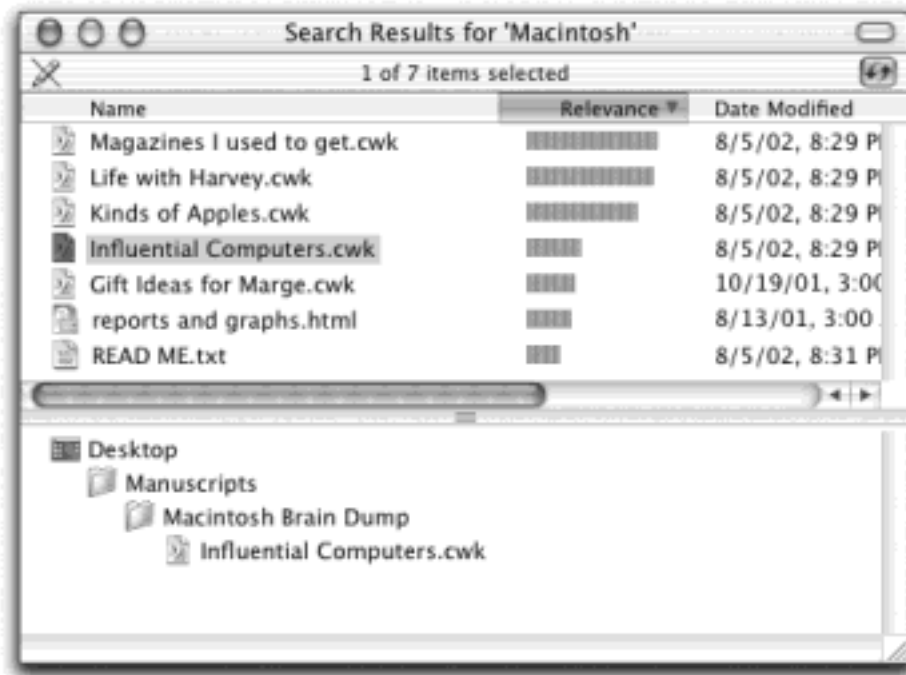 Search Results for 'Macintosh'
1 of 7 items selected
Name Relevance Date Modified
Magazines I used to get.cwk 8/5/02, 8:29 P
Life with Harvey.cwk 8/5/02, 8:29 P
Kinds of Apples.cwk 8/5/02, 8:29 P
Influential Computers.cwk 8/5/02, 8:29 P
Gift Ideas for Marge.cwk 10/19/01, 3:00
reports and graphs.html 8/13/01, 3:00
READ ME.txt 8/5/02, 8:31 P
Desktop
Manuscripts
Macintosh Brain Dump
Influential Computers.cwk